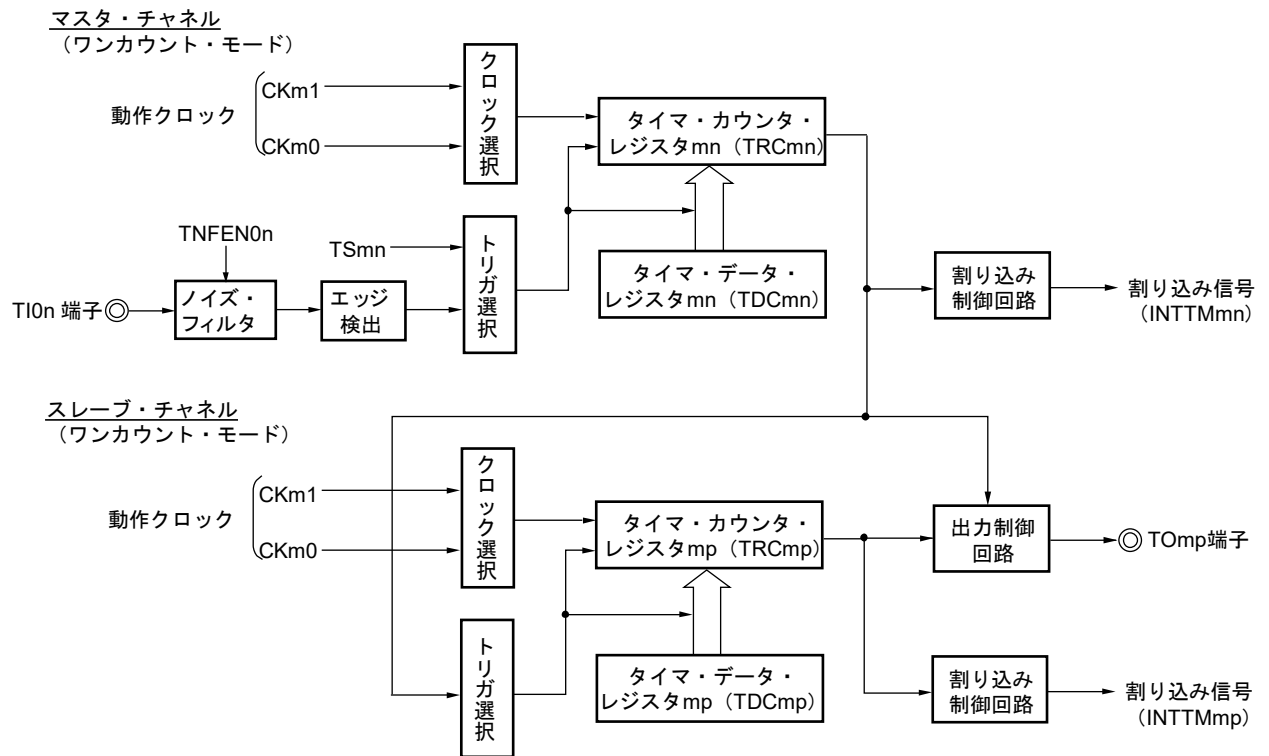 マスタ・チャネル
（ワンカウント・モード）
動作クロック
CKm1
CKm0
クロック選択
タイマ・カウンタ・
レジスタmn（TRCmn）
TNFEN0n
TSmn
トリガ選択
タイマ・データ・
レジスタmn（TDCmn）
TI0n 端子
ノイズ・
フィルタ
エッジ
検出
割り込み
制御回路
割り込み信号
（INTTMmn）
スレーブ・チャネル
（ワンカウント・モード）
動作クロック
CKm1
CKm0
クロック選択
タイマ・カウンタ・
レジスタmp（TRCmp）
出力制御
回路
TOmp端子
トリガ選択
タイマ・データ・
レジスタmp（TDCmp）
割り込み
制御回路
割り込み信号
（INTTMmp）